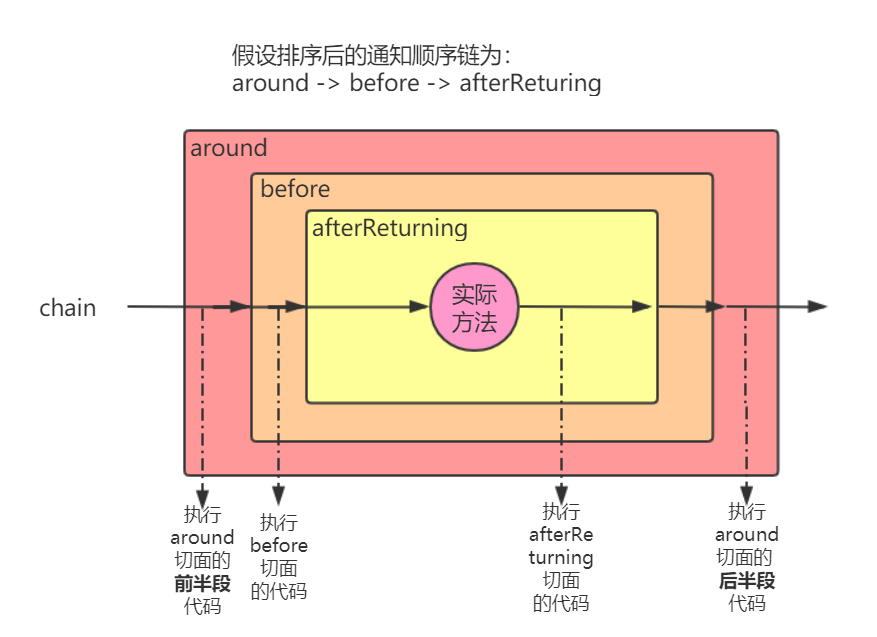 假设排序后的通知顺序链为：
around -> before -> afterReturing
around
before
afterReturning
chain
实际
方法
执行
around
切面的
前半段
代码
执行
before
切面
的代码
执行
afterRe
turning
切面
的代码
执行
around
切面的
后半段
代码